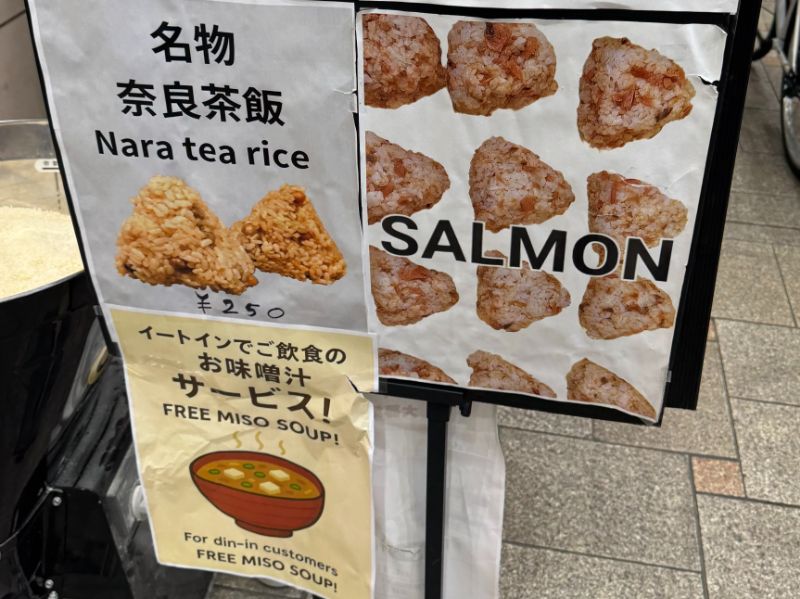 名物
奈良茶飯
Nara tea rice
¥250
SALMON
イートインでご飲食の
お味噌汁
サービス!
FREE MISO SOUP!
For din-in customers
FREE MISO SOUP!